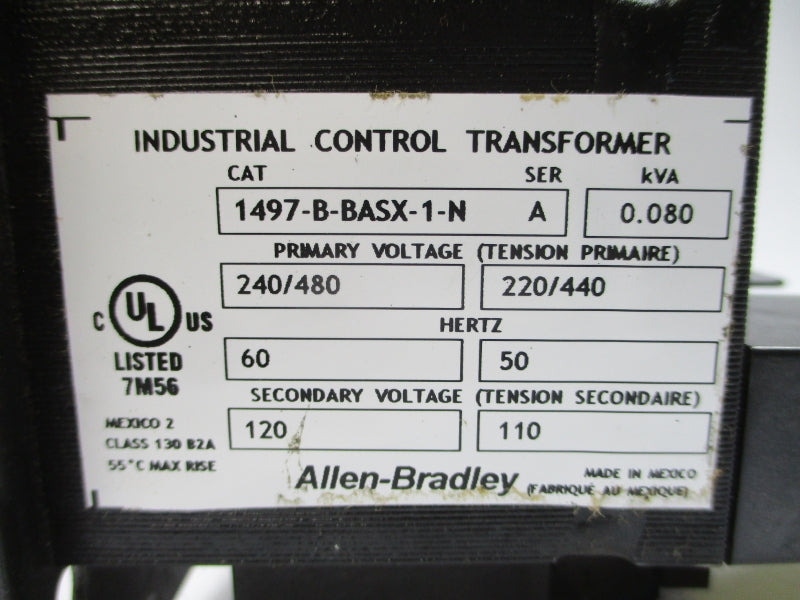 INDUSTRIAL CONTROL TRANSFORMER
CAT SER kVA
1497-B-BASX-1-N A 0.080
PRIMARY VOLTAGE (TENSION PRIMAIRE)
240/480 220/440
C UL US
LISTED
7M56
HERTZ
60 50
SECONDARY VOLTAGE (TENSION SECONDAIRE)
120 110
MEXICO 2
CLASS 130 B2A
55°C MAX RISE
Allen-Bradley
MADE IN MEXICO
(FABRIQUÉ AU MEXIQUE)